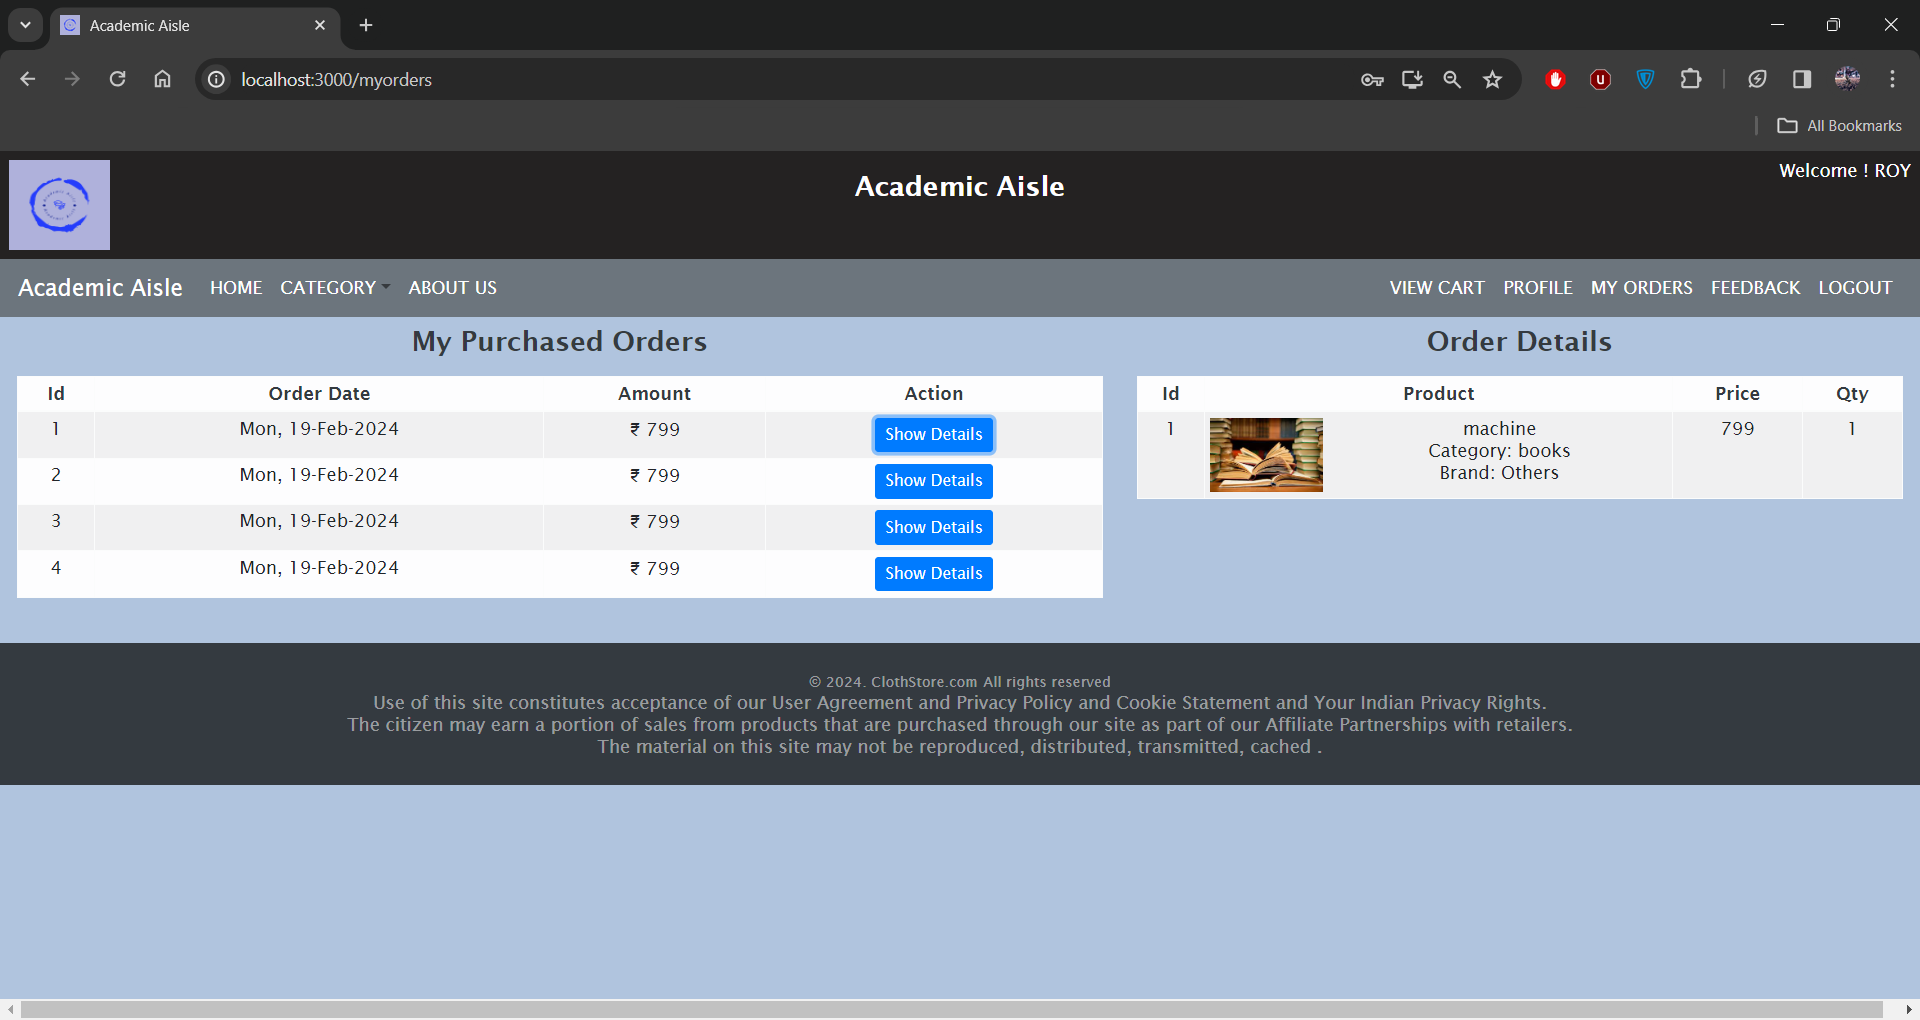 Academic Aisle
localhost:3000/myorders
All Bookmarks
Academic Aisle
Welcome ! ROY
Academic Aisle HOME CATEGORY ABOUT US VIEW CART PROFILE MY ORDERS FEEDBACK LOGOUT
My Purchased Orders
Id Order Date Amount Action
1 Mon, 19-Feb-2024 ₹ 799 Show Details
2 Mon, 19-Feb-2024 ₹ 799 Show Details
3 Mon, 19-Feb-2024 ₹ 799 Show Details
4 Mon, 19-Feb-2024 ₹ 799 Show Details
Order Details
Id Product Price Qty
1 machine 799 1
Category: books
Brand: Others
© 2024. ClothStore.com All rights reserved
Use of this site constitutes acceptance of our User Agreement and Privacy Policy and Cookie Statement and Your Indian Privacy Rights.
The citizen may earn a portion of sales from products that are purchased through our site as part of our Affiliate Partnerships with retailers.
The material on this site may not be reproduced, distributed, transmitted, cached .